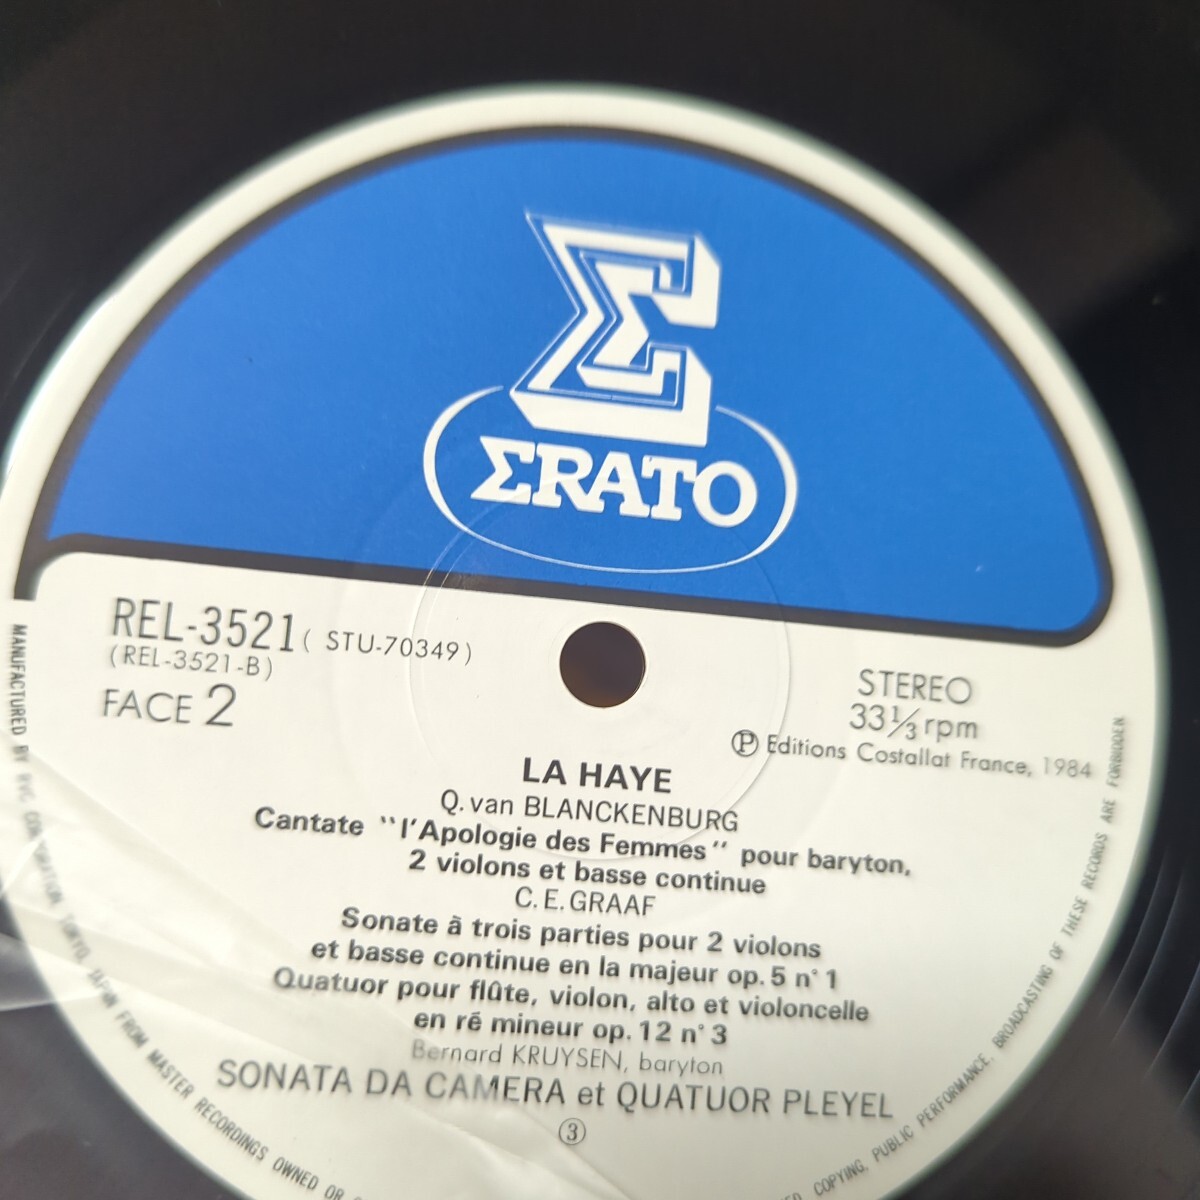 Σ
ΣRATO
REL-3521 ( STU-70349 )
(REL-3521-B)
FACE 2
STEREO
33⅓ rpm
Ⓟ Editions Costallat France, 1984
LA HAYE
Q. van BLANCKENBURG
Cantate "l'Apologie des Femmes" pour baryton,
2 violons et basse continue
C. E. GRAAF
Sonate à trois parties pour 2 violons
et basse continue en la majeur op. 5 n° 1
Quatuor pour flûte, violon, alto et violoncelle
en ré mineur op. 12 n° 3
Bernard KRUYSEN, baryton
SONATA DA CAMERA et QUATUOR PLEYEL
③
MANUFACTURED BY RVC CORPORATION TOKYO, JAPAN FROM MASTER RECORDINGS OWNED OR
COPYING, PUBLIC PERFORMANCE, BROADCASTING OF THESE RECORDS ARE FORBIDDEN.